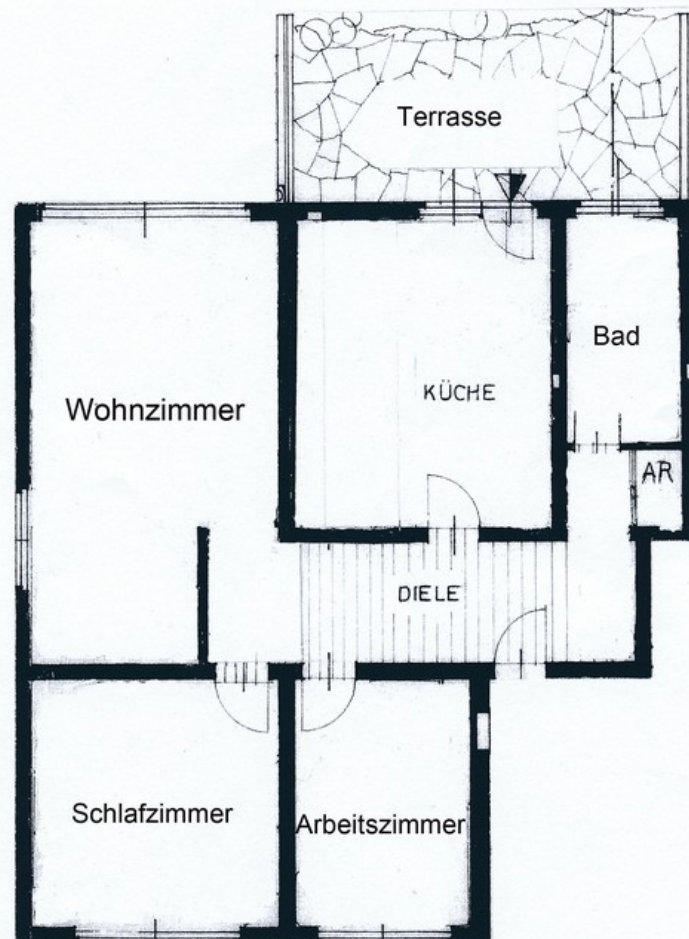 Terrasse
Bad
KÜCHE
Wohnzimmer
AR
DIELE
Schlafzimmer
Arbeitszimmer